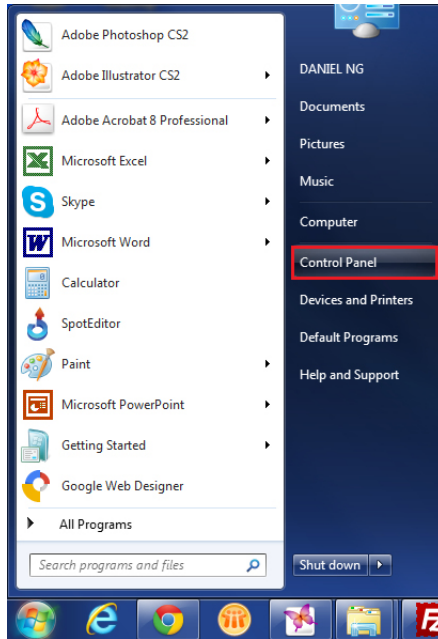 Adobe Photoshop CS2
Adobe Illustrator CS2
Adobe Acrobat 8 Professional
Microsoft Excel
Skype
Microsoft Word
Calculator
SpotEditor
Paint
Microsoft PowerPoint
Getting Started
Google Web Designer
All Programs
Search programs and files
DANIEL NG
Documents
Pictures
Music
Computer
Control Panel
Devices and Printers
Default Programs
Help and Support
Shut down